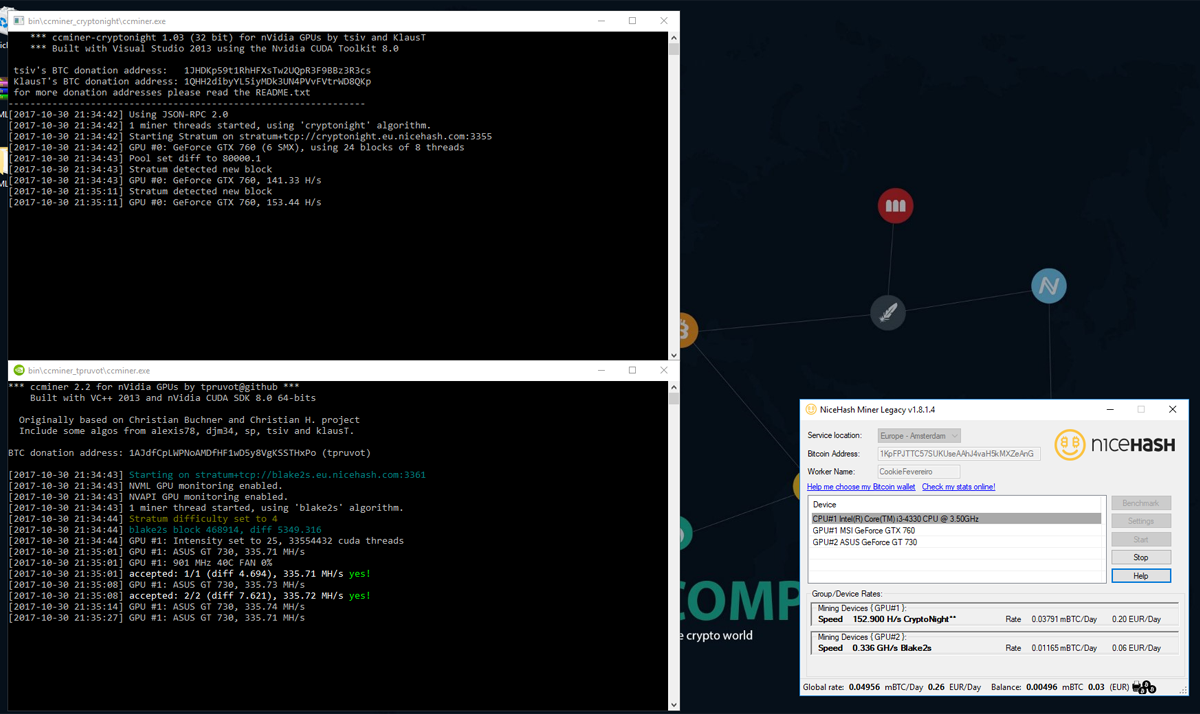 bin\ccminer_cryptonight\ccminer.exe
*** ccminer-cryptonight 1.03 (32 bit) for nVidia GPUs by tsiv and KlausT
*** Built with Visual Studio 2013 using the Nvidia CUDA Toolkit 8.0
tsiv's BTC donation address: 1JHDKp59t1RhHFXsTw2UQpR3F9BBz3R3cs
KlausT's BTC donation address: 1QHH2dibyYL5iyMDk3UN4PVvFVtrWD8QKp
for more donation addresses please read the README.txt
----------------------------------------------------------------
[2017-10-30 21:34:42] Using JSON-RPC 2.0
[2017-10-30 21:34:42] 1 miner threads started, using 'cryptonight' algorithm.
[2017-10-30 21:34:42] Starting Stratum on stratum+tcp://cryptonight.eu.nicehash.com:3355
[2017-10-30 21:34:42] GPU #0: GeForce GTX 760 (6 SMX), using 24 blocks of 8 threads
[2017-10-30 21:34:43] Pool set diff to 80000.1
[2017-10-30 21:34:43] Stratum detected new block
[2017-10-30 21:34:43] GPU #0: GeForce GTX 760, 141.33 H/s
[2017-10-30 21:35:11] Stratum detected new block
[2017-10-30 21:35:11] GPU #0: GeForce GTX 760, 153.44 H/s
bin\ccminer_tpruvot\ccminer.exe
*** ccminer 2.2 for nVidia GPUs by tpruvot@github ***
Built with VC++ 2013 and nVidia CUDA SDK 8.0 64-bits
Originally based on Christian Buchner and Christian H. project
Include some algos from alexis78, djm34, sp, tsiv and klausT.
BTC donation address: 1AJdfCpLWPNoAMDfHF1wD5y8VgKSSTHxPo (tpruvot)
[2017-10-30 21:34:43] Starting on stratum+tcp://blake2s.eu.nicehash.com:3361
[2017-10-30 21:34:43] NVML GPU monitoring enabled.
[2017-10-30 21:34:43] NVAPI GPU monitoring enabled.
[2017-10-30 21:34:43] 1 miner thread started, using 'blake2s' algorithm.
[2017-10-30 21:34:44] Stratum difficulty set to 4
[2017-10-30 21:34:44] blake2s block 468914, diff 5349.316
[2017-10-30 21:34:44] GPU #1: Intensity set to 25, 33554432 cuda threads
[2017-10-30 21:35:01] GPU #1: ASUS GT 730, 335.71 MH/s
[2017-10-30 21:35:01] GPU #1: 901 MHz 40C FAN 0%
[2017-10-30 21:35:01] accepted: 1/1 (diff 4.694), 335.71 MH/s yes!
[2017-10-30 21:35:08] GPU #1: ASUS GT 730, 335.73 MH/s
[2017-10-30 21:35:08] accepted: 2/2 (diff 7.621), 335.72 MH/s yes!
[2017-10-30 21:35:14] GPU #1: ASUS GT 730, 335.74 MH/s
[2017-10-30 21:35:27] GPU #1: ASUS GT 730, 335.71 MH/s
COMP
e crypto world
NiceHash Miner Legacy v1.8.1.4
Service location: Europe - Amsterdam
Bitcoin Address: 1KpFPJTTC57SUKUseAAhJ4vaH5kMXZeAnG
Worker Name: CookieFevereiro
NICEHASH
Help me choose my Bitcoin wallet Check my stats online!
Device
CPU#1 Intel(R) Core(TM) i3-4330 CPU @ 3.50GHz
GPU#1 MSI GeForce GTX 760
GPU#2 ASUS GeForce GT 730
Benchmark
Settings
Start
Stop
Help
Group/Device Rates:
Mining Devices { GPU#1 }:
Speed 152.900 H/s CryptoNight** Rate 0.03791 mBTC/Day 0.20 EUR/Day
Mining Devices { GPU#2 }:
Speed 0.336 GH/s Blake2s Rate 0.01165 mBTC/Day 0.06 EUR/Day
Global rate: 0.04956 mBTC/Day 0.26 EUR/Day Balance: 0.00496 mBTC 0.03 (EUR)